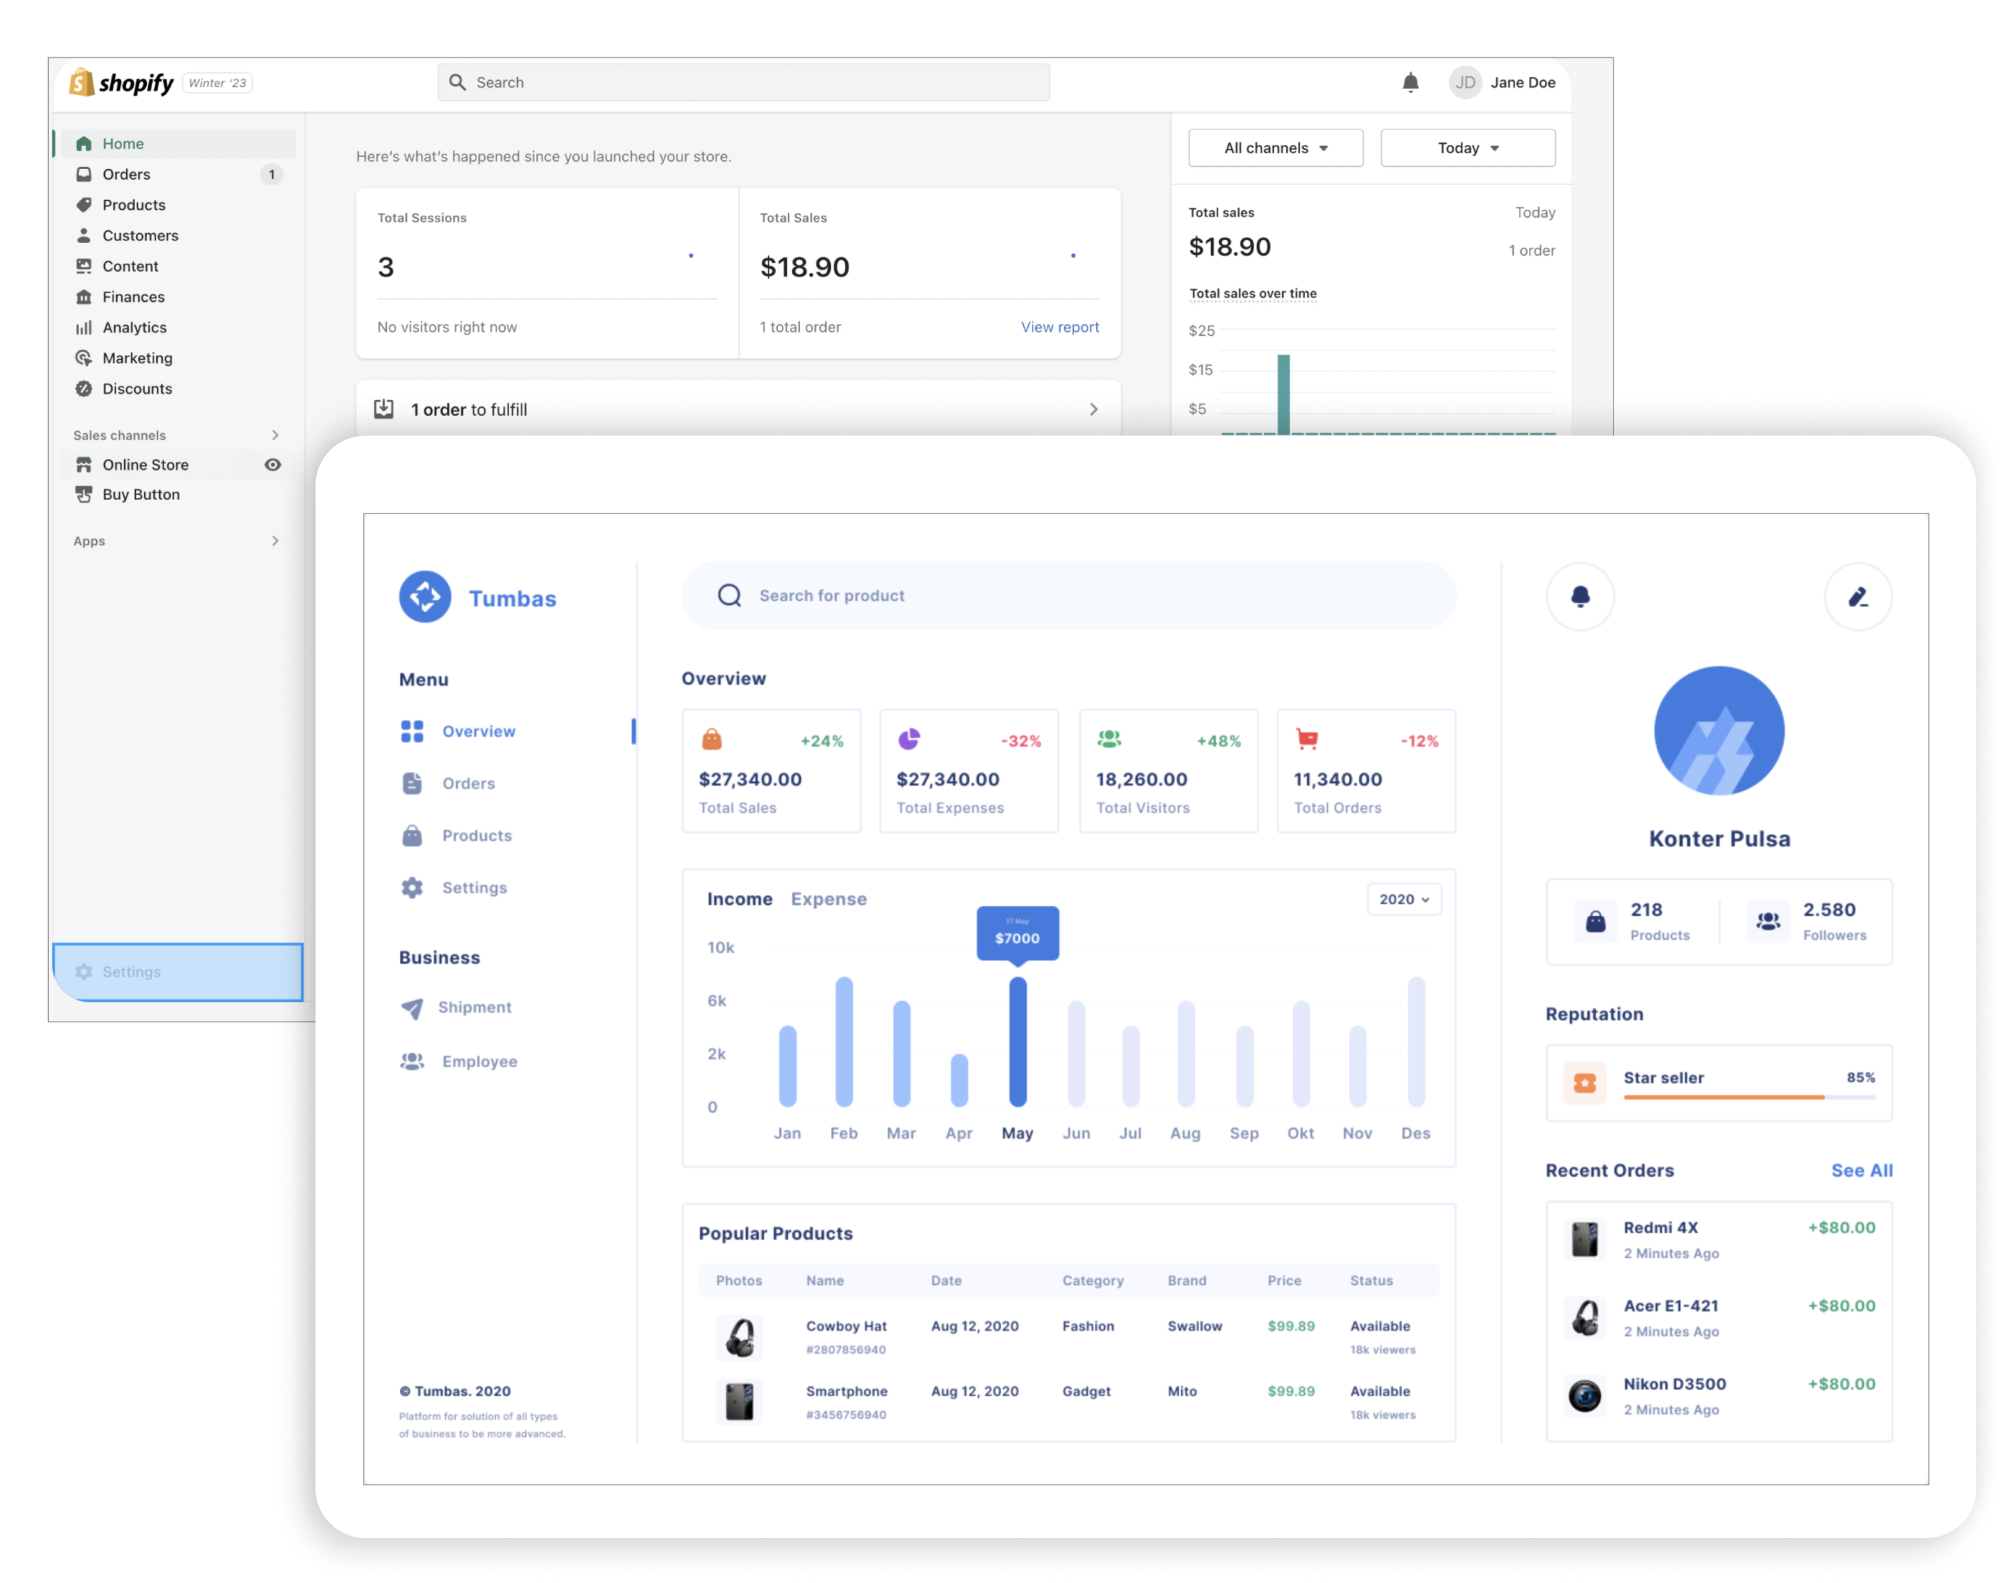 shopify Winter '23
Search
JD Jane Doe
Home
Orders 1
Products
Customers
Content
Finances
Analytics
Marketing
Discounts
Sales channels
Online Store
Buy Button
Apps
Settings
Here's what's happened since you launched your store.
Total Sessions
3
No visitors right now
Total Sales
$18.90
1 total order View report
1 order to fulfill
All channels Today
Total sales Today
$18.90 1 order
Total sales over time
$25
$15
$5
Tumbas
Menu
Overview
Orders
Products
Settings
Business
Shipment
Employee
© Tumbas. 2020
Platform for solution of all types
of business to be more advanced.
Search for product
Overview
+24%
$27,340.00
Total Sales
-32%
$27,340.00
Total Expenses
+48%
18,260.00
Total Visitors
-12%
11,340.00
Total Orders
Income Expense 2020
17 May
$7000
10k
6k
2k
0
Jan Feb Mar Apr May Jun Jul Aug Sep Okt Nov Des
Popular Products
Photos Name Date Category Brand Price Status
Cowboy Hat Aug 12, 2020 Fashion Swallow $99.89 Available
#2807856940 18k viewers
Smartphone Aug 12, 2020 Gadget Mito $99.89 Available
#3456756940 18k viewers
Konter Pulsa
218 2.580
Products Followers
Reputation
Star seller 85%
Recent Orders See All
Redmi 4X +$80.00
2 Minutes Ago
Acer E1-421 +$80.00
2 Minutes Ago
Nikon D3500 +$80.00
2 Minutes Ago